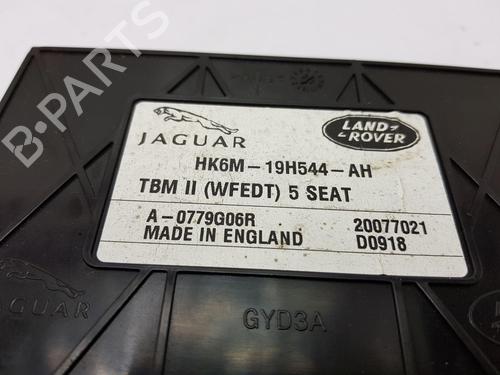 B-PARTS
JAGUAR
LAND-
ROVER
HK6M-19H544-AH
TBM II (WFEDT) 5 SEAT
A-0779G06R 20077021
MADE IN ENGLAND D0918
JAGUAR
GYD3A